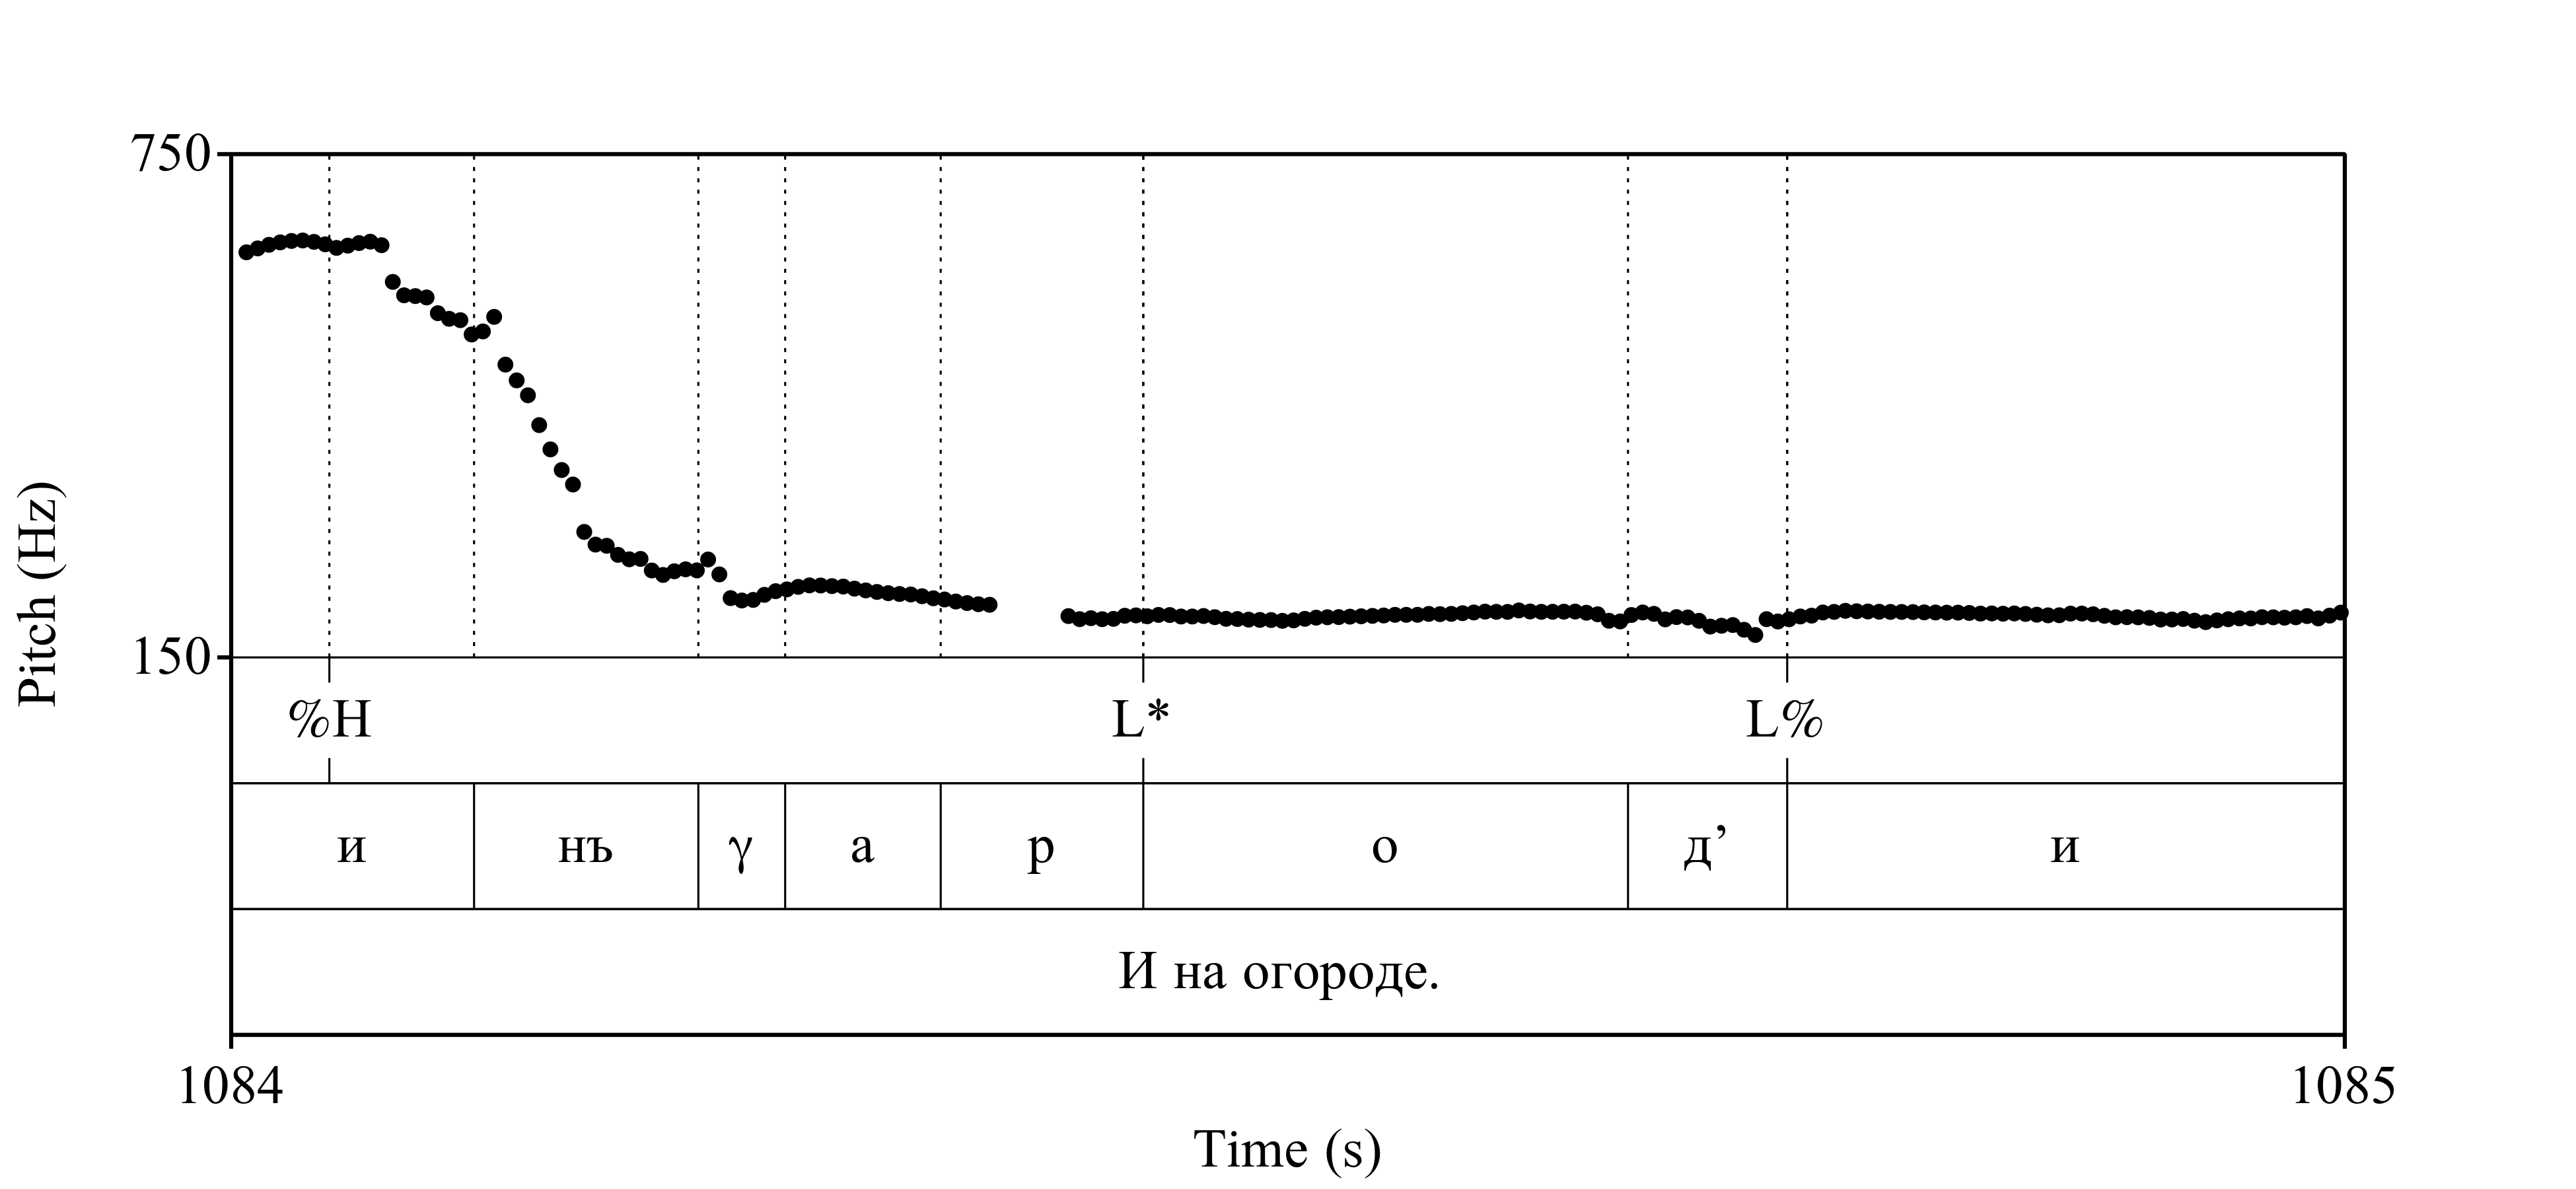 750
Pitch (Hz)
150
%H L* L%
и нъ γ а р о д’ и
И на огороде.
1084 1085
Time (s)